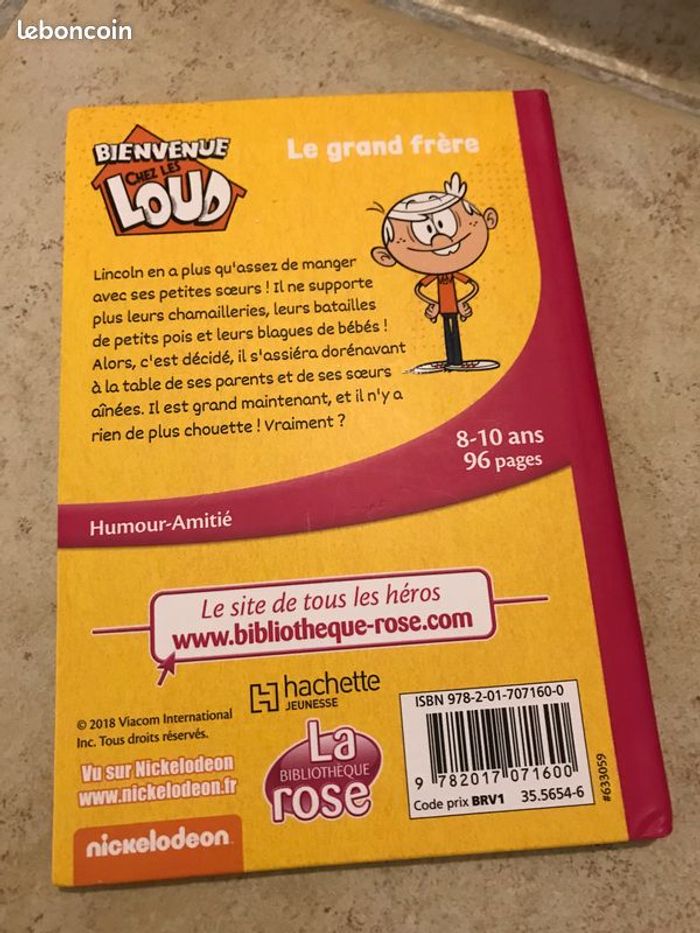 leboncoin
BIENVENUE
CHEZ LES
LOUD
Le grand frère
Lincoln en a plus qu'assez de manger
avec ses petites sœurs ! Il ne supporte
plus leurs chamailleries, leurs batailles
de petits pois et leurs blagues de bébés !
Alors, c'est décidé, il s'assiéra dorénavant
à la table de ses parents et de ses sœurs
aînées. Il est grand maintenant, et il n'y a
rien de plus chouette ! Vraiment ?
8-10 ans
96 pages
Humour-Amitié
Le site de tous les héros
www.bibliotheque-rose.com
hachette
JEUNESSE
© 2018 Viacom International
Inc. Tous droits réservés.
Vu sur Nickelodeon
www.nickelodeon.fr
nickelodeon
La
BIBLIOTHÈQUE
rose
ISBN 978-2-01-707160-0
9 782017 071600
Code prix BRV1 35.5654-6
#633059